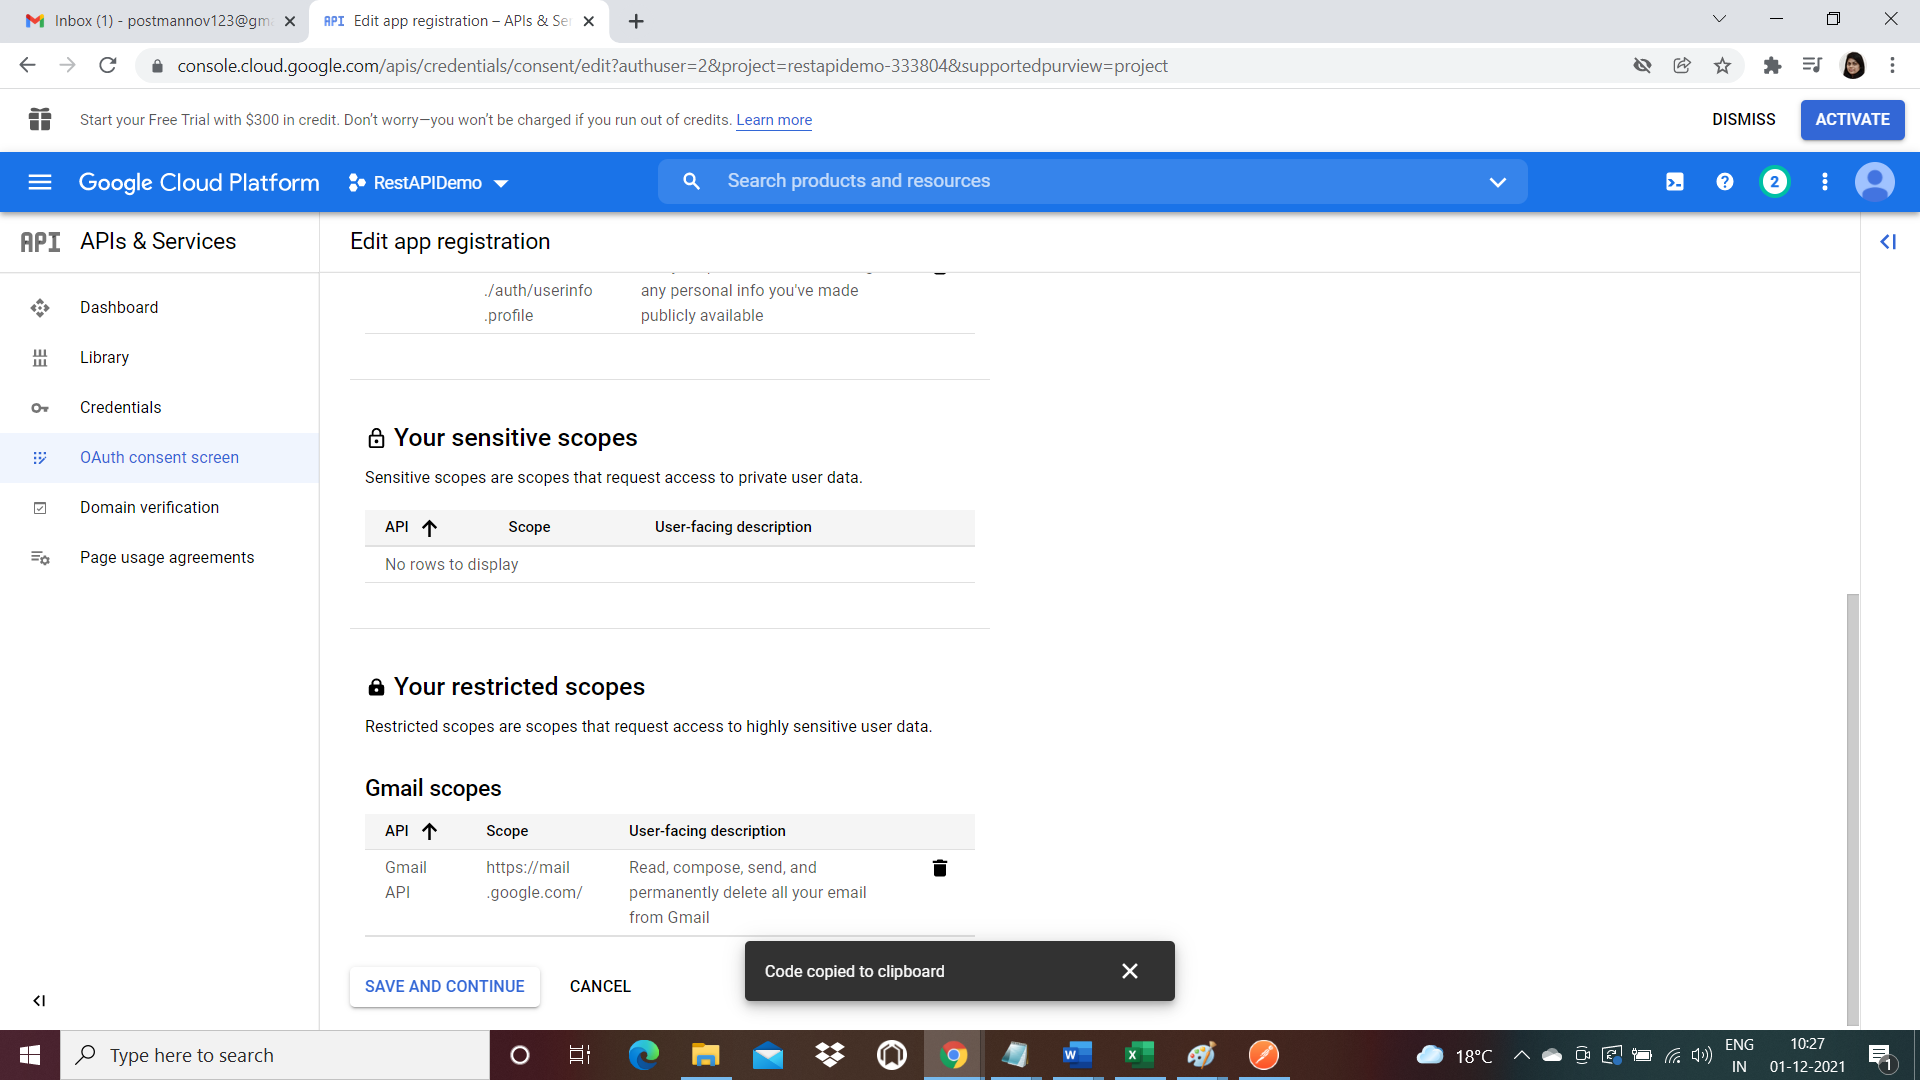 Inbox (1) - postmannov123@gm
Edit app registration – APIs & Se
console.cloud.google.com/apis/credentials/consent/edit?authuser=2&project=restapidemo-333804&supportedpurview=project
Start your Free Trial with $300 in credit. Don't worry—you won't be charged if you run out of credits. Learn more
DISMISS
ACTIVATE
Google Cloud Platform
RestAPIDemo
Search products and resources
2
API APIs & Services
Edit app registration
Dashboard
Library
Credentials
OAuth consent screen
Domain verification
Page usage agreements
./auth/userinfo any personal info you've made
.profile publicly available
Your sensitive scopes
Sensitive scopes are scopes that request access to private user data.
API Scope User-facing description
No rows to display
Your restricted scopes
Restricted scopes are scopes that request access to highly sensitive user data.
Gmail scopes
API Scope User-facing description
Gmail https://mail Read, compose, send, and
API .google.com/ permanently delete all your email
from Gmail
Code copied to clipboard
SAVE AND CONTINUE
CANCEL
Type here to search
18°C
ENG
IN
10:27
01-12-2021
1